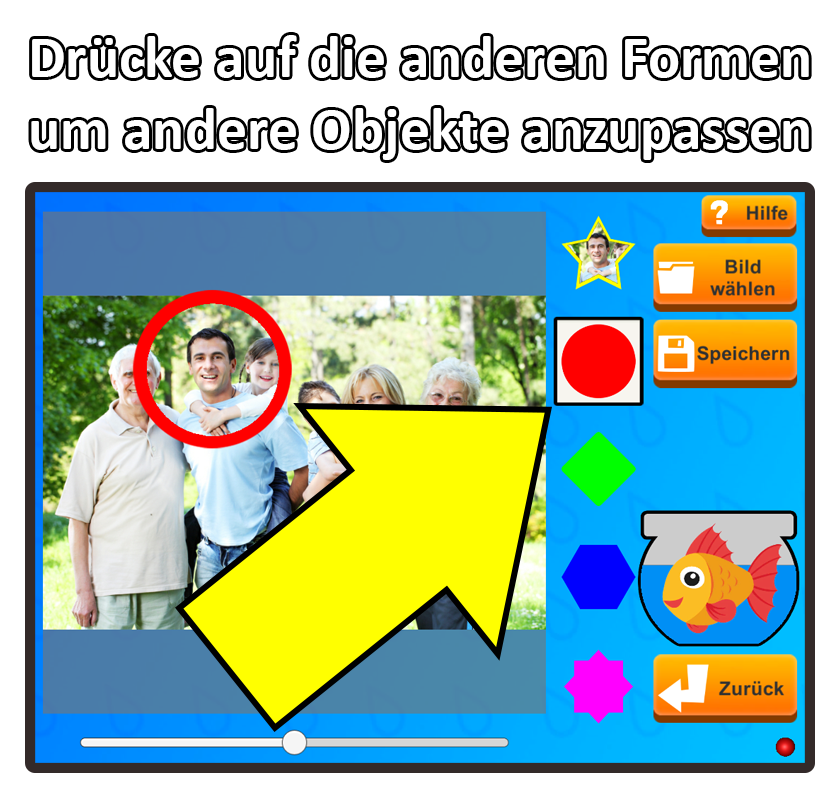 Drücke auf die anderen Formen
um andere Objekte anzupassen
? Hilfe
Bild
wählen
Speichern
Zurück